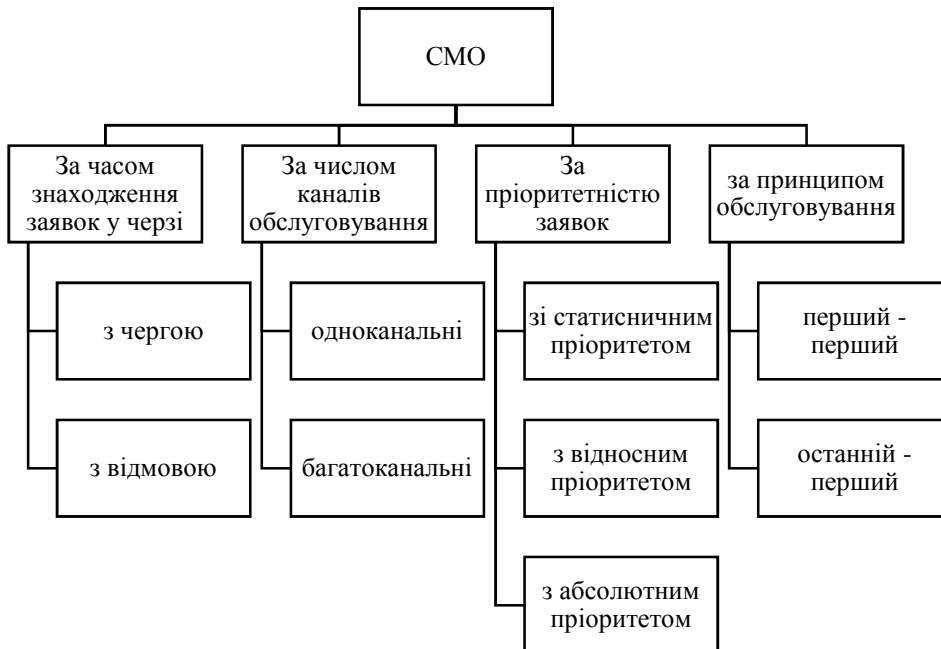 СМО
За часом
знаходження
заявок у черзі
За числом
каналів
обслуговування
За
пріоритетністю
заявок
за принципом
обслуговування
з чергою
одноканальні
зі статисничним
пріоритетом
перший -
перший
з відмовою
багатоканальні
з відносним
пріоритетом
останній -
перший
з абсолютним
пріоритетом